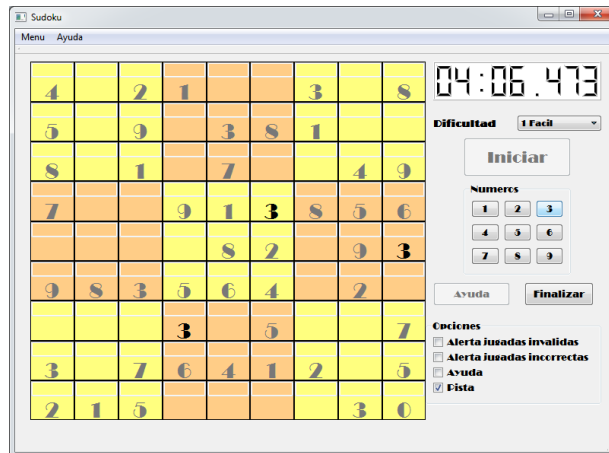 Sudoku
Menu Ayuda
4 2 1 3 8
04:06.473
5 9 3 8 1
Dificultad 1 Facil
8 1 7 4 9
Iniciar
Numeros
7 9 1 3 8 5 6
1 2 3
8 2 9 3
4 5 6
7 8 9
9 8 3 5 6 4 2
Ayuda Finalizar
3 5 7
Opciones
Alerta jugadas invalidas
Alerta jugadas incorrectas
3 7 6 4 1 2 5
Ayuda
Pista
2 1 5 3 0